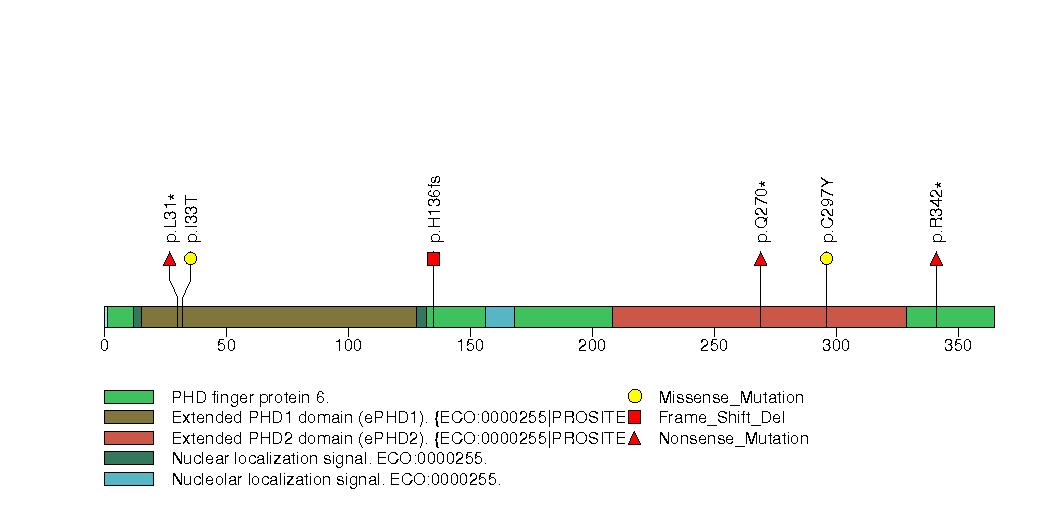 p.L31*
p.I33T
p.H136fs
p.Q270*
p.C297Y
p.R342*
0 50 100 150 200 250 300 350
PHD finger protein 6. Missense_Mutation
Extended PHD1 domain (ePHD1). {ECO:0000255|PROSITE Frame_Shift_Del
Extended PHD2 domain (ePHD2). {ECO:0000255|PROSITE Nonsense_Mutation
Nuclear localization signal. ECO:0000255.
Nucleolar localization signal. ECO:0000255.